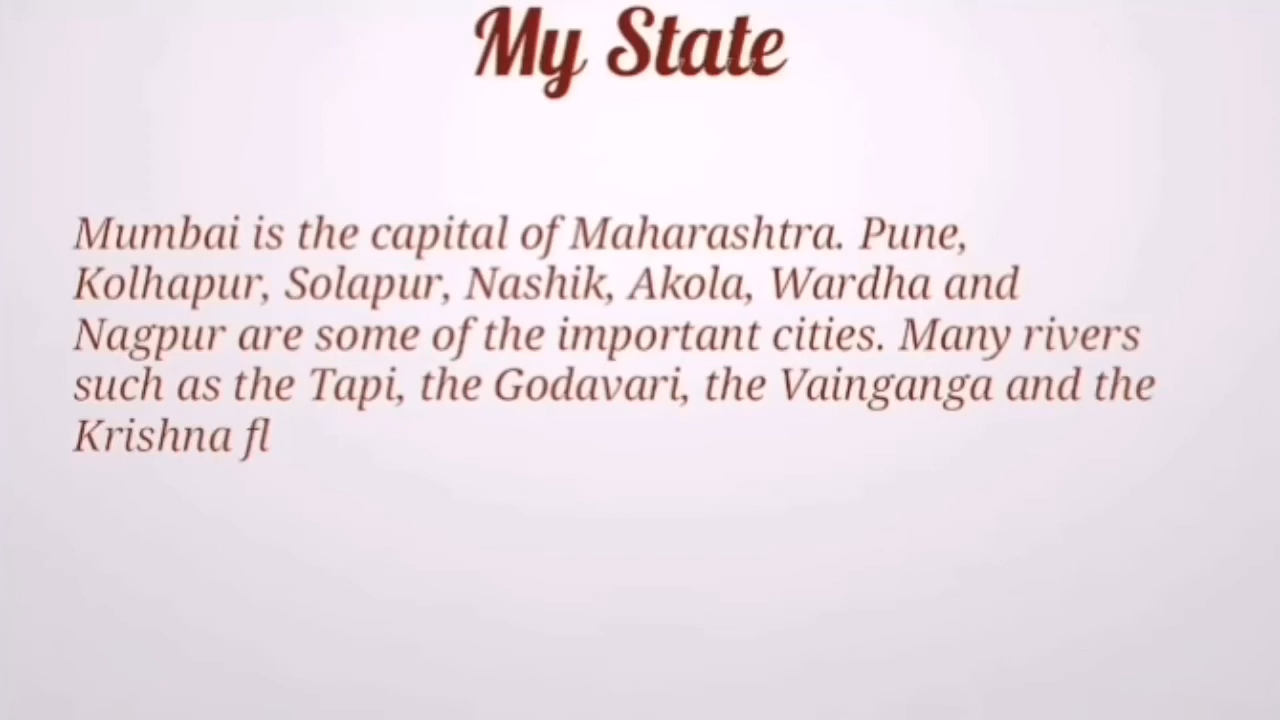 My State
Mumbai is the capital of Maharashtra. Pune,
Kolhapur, Solapur, Nashik, Akola, Wardha and
Nagpur are some of the important cities. Many rivers
such as the Tapi, the Godavari, the Vainganga and the
Krishna fl